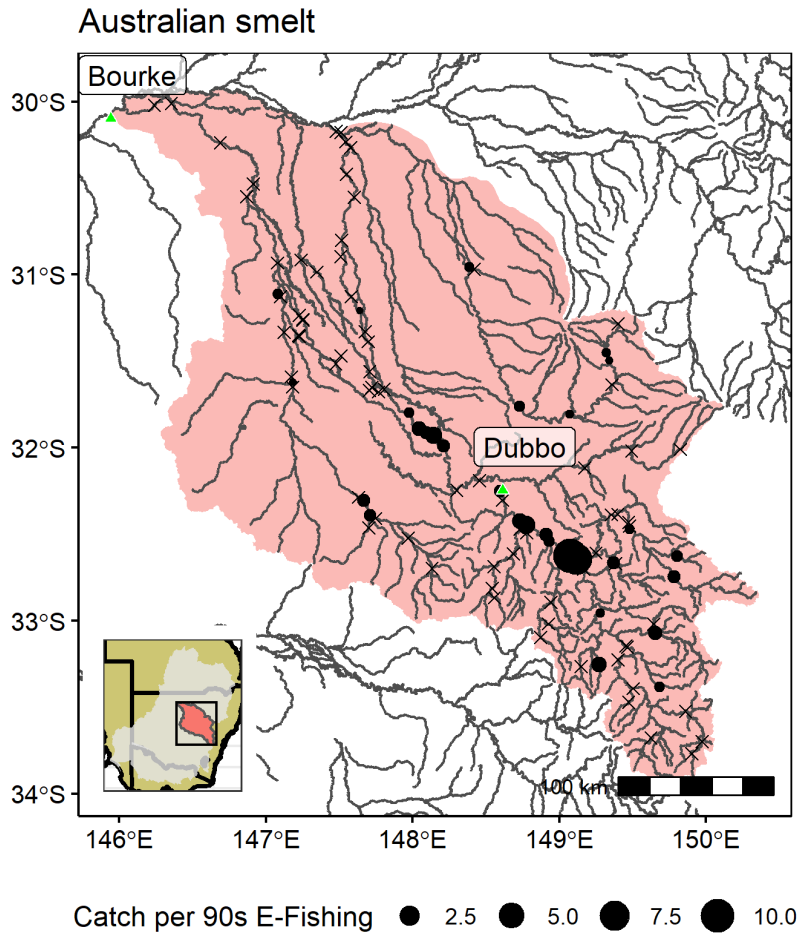 Australian smelt
Bourke
30°S
31°S
32°S
Dubbo
33°S
34°S
100 km
146°E 147°E 148°E 149°E 150°E
Catch per 90s E-Fishing 2.5 5.0 7.5 10.0